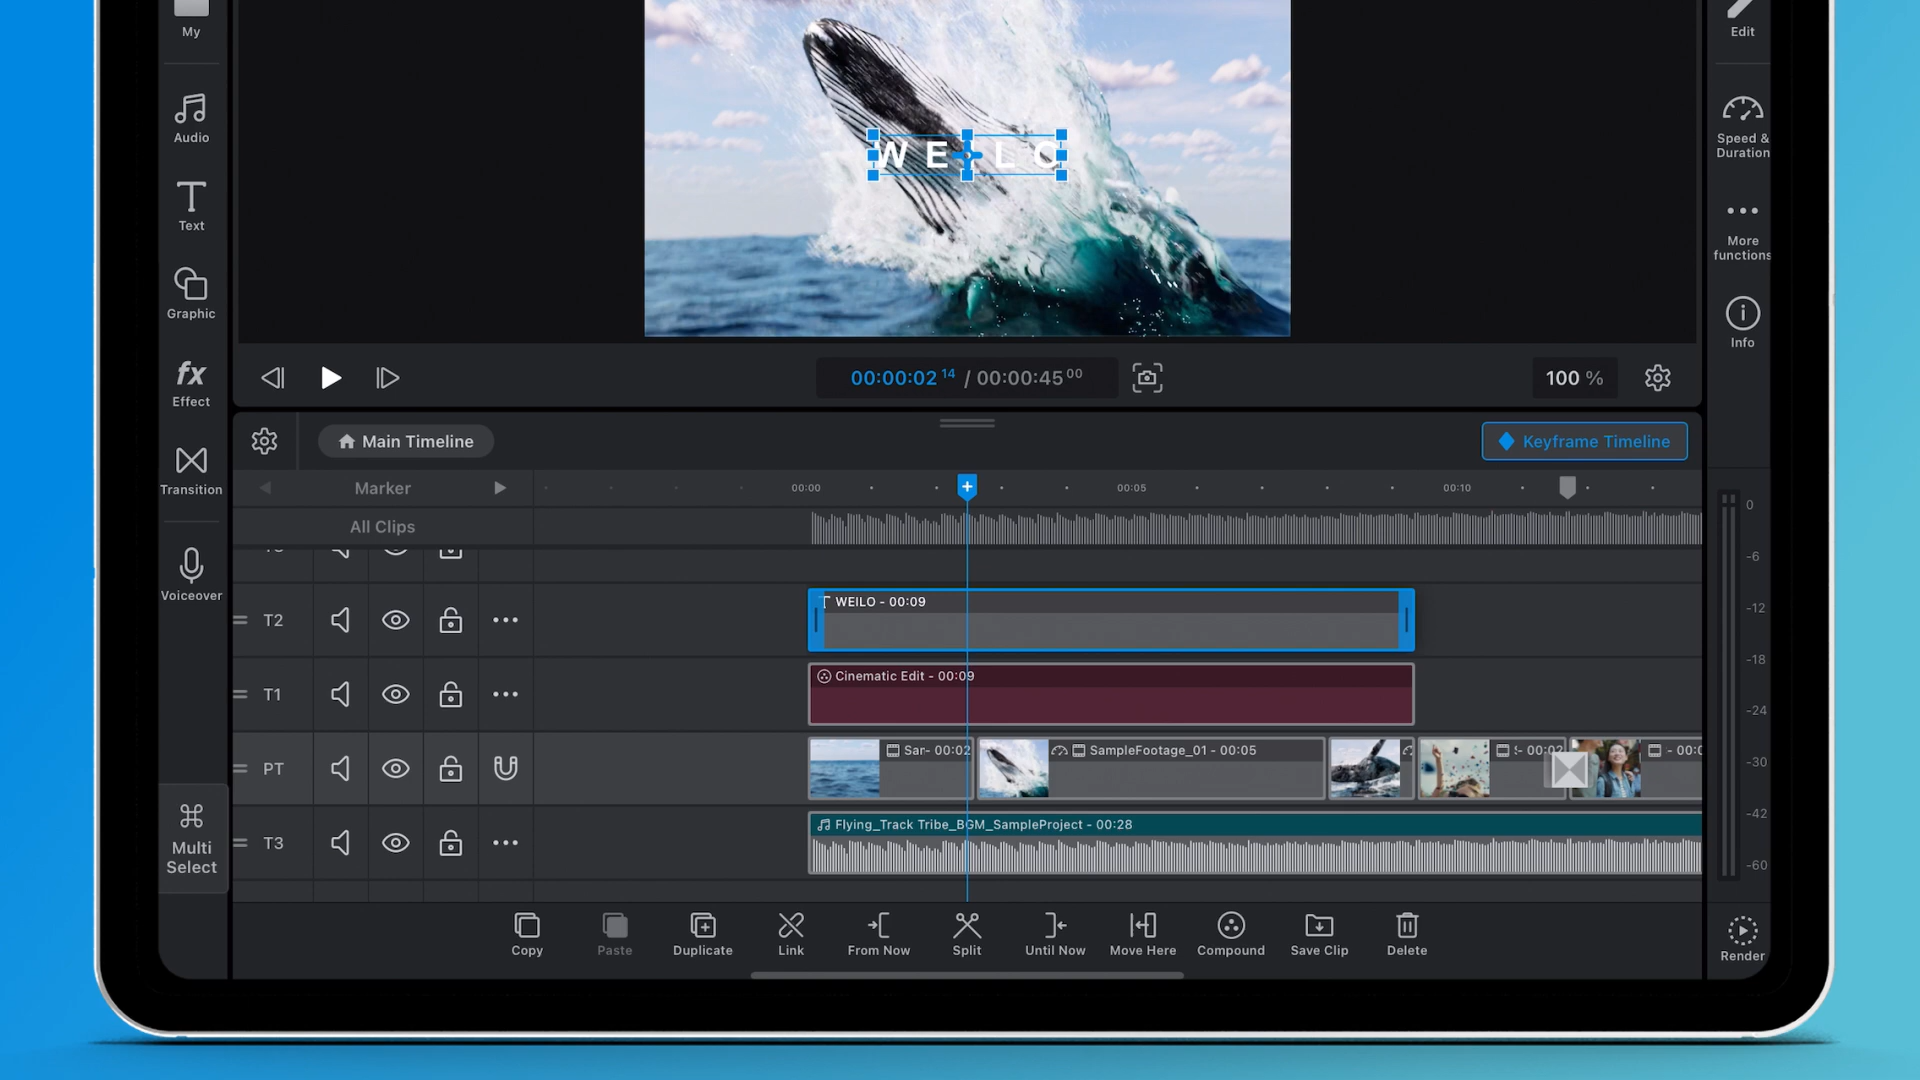 My
Audio
Text
Graphic
fx
Effect
Transition
Voiceover
Multi
Select
W E I L O
00:00:02 14 / 00:00:45 00
100 %
Edit
Speed &
Duration
More
functions
Info
Main Timeline
Keyframe Timeline
Marker
00:00
00:05
00:10
All Clips
T2
WEILO - 00:09
T1
Cinematic Edit - 00:09
PT
Sar- 00:02
SampleFootage_01 - 00:05
- 00:02
T3
Flying_Track Tribe_BGM_SampleProject - 00:28
0
-6
-12
-18
-24
-30
-42
-60
Copy
Paste
Duplicate
Link
From Now
Split
Until Now
Move Here
Compound
Save Clip
Delete
Render